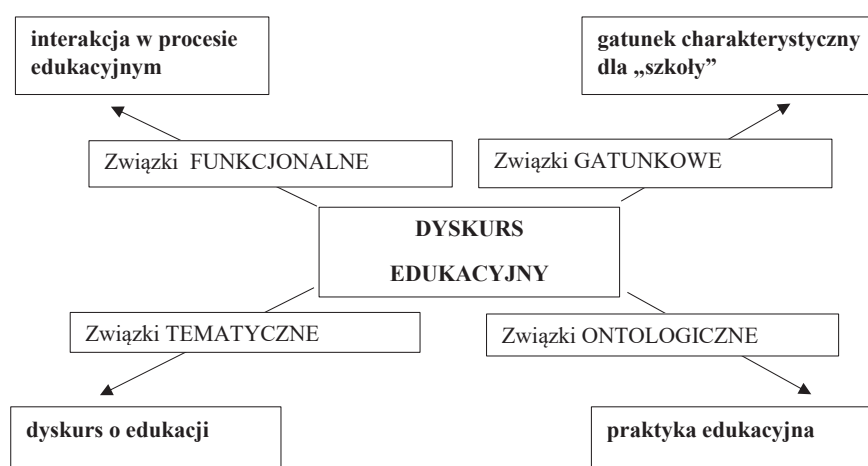 interakcja w procesie
edukacyjnym
gatunek charakterystyczny
dla „szkoły”
Związki FUNKCJONALNE
Związki GATUNKOWE
DYSKURS
EDUKACYJNY
Związki TEMATYCZNE
Związki ONTOLOGICZNE
dyskurs o edukacji
praktyka edukacyjna